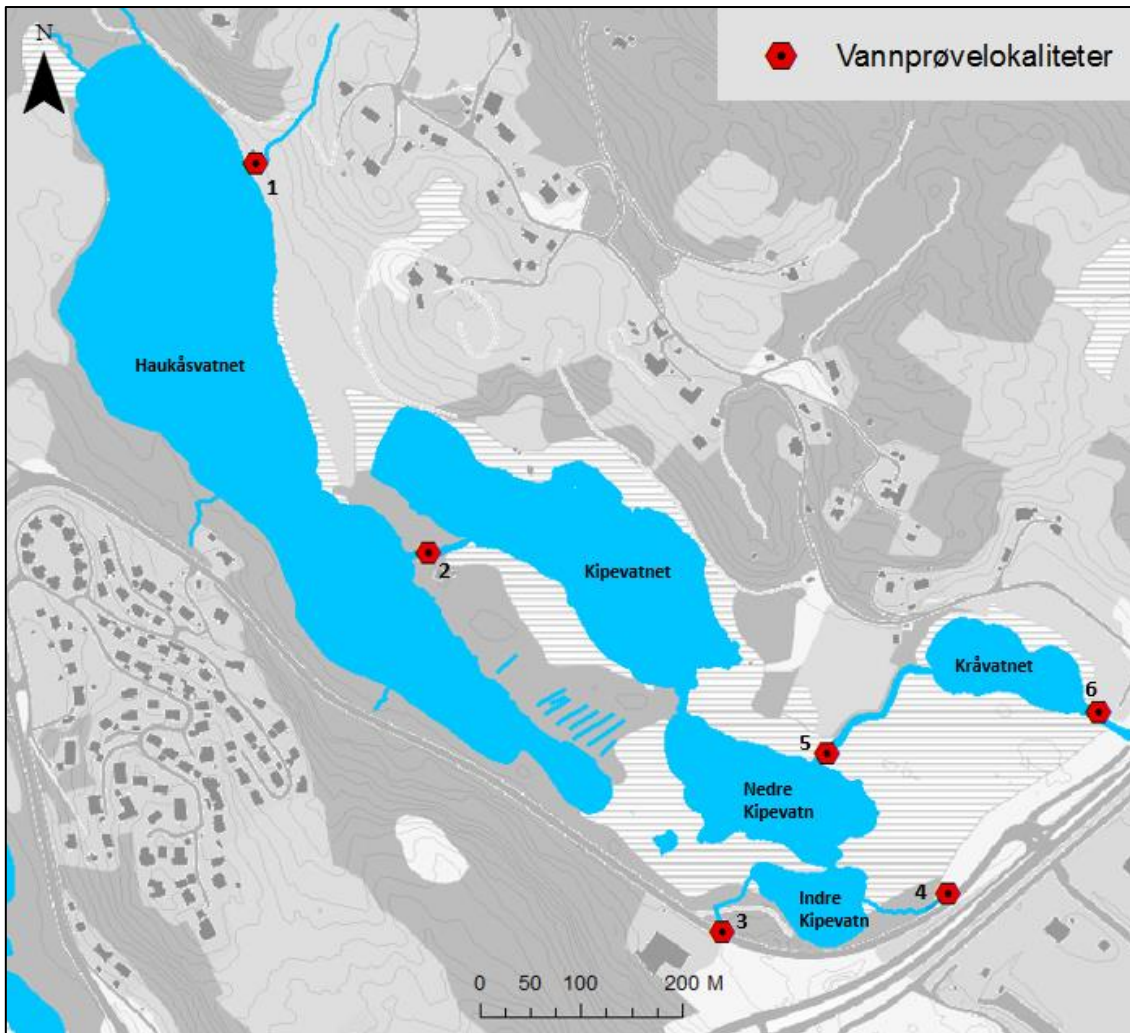 N
Vannprøvelokaliteter
1
Haukåsvatnet
2
Kipevatnet
Kråvatnet
6
5
Nedre
Kipevatn
4
Indre
Kipevatn
3
0 50 100 200 M